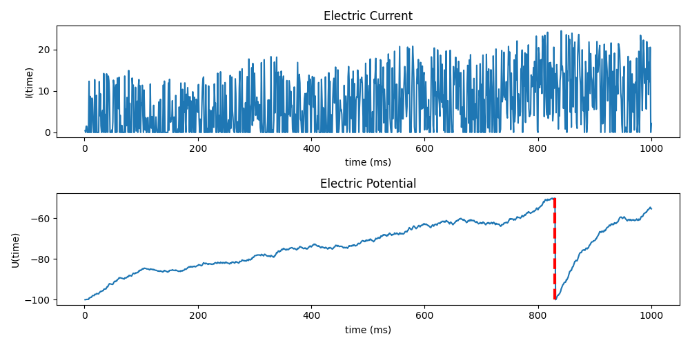 Electric Current
I(time)
20
10
0
0 200 400 600 800 1000
time (ms)
Electric Potential
U(time)
−60
−80
−100
0 200 400 600 800 1000
time (ms)